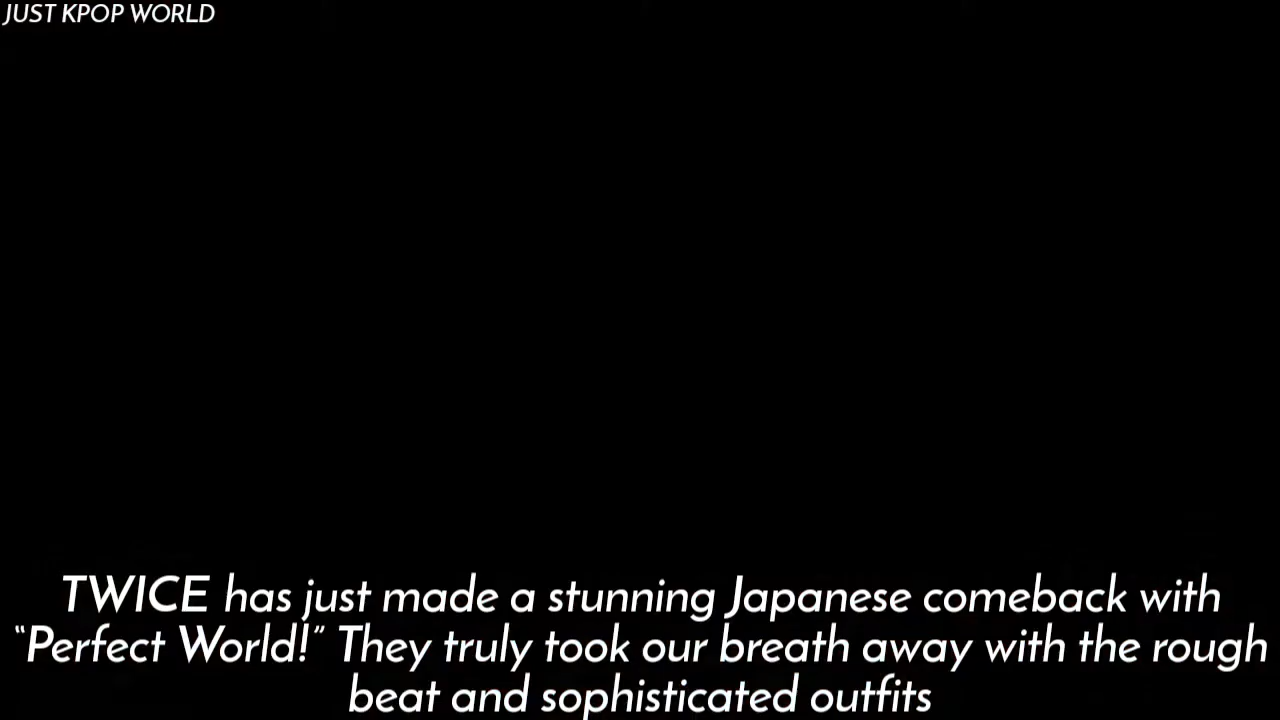 JUST KPOP WORLD
TWICE has just made a stunning Japanese comeback with
“Perfect World!” They truly took our breath away with the rough
beat and sophisticated outfits